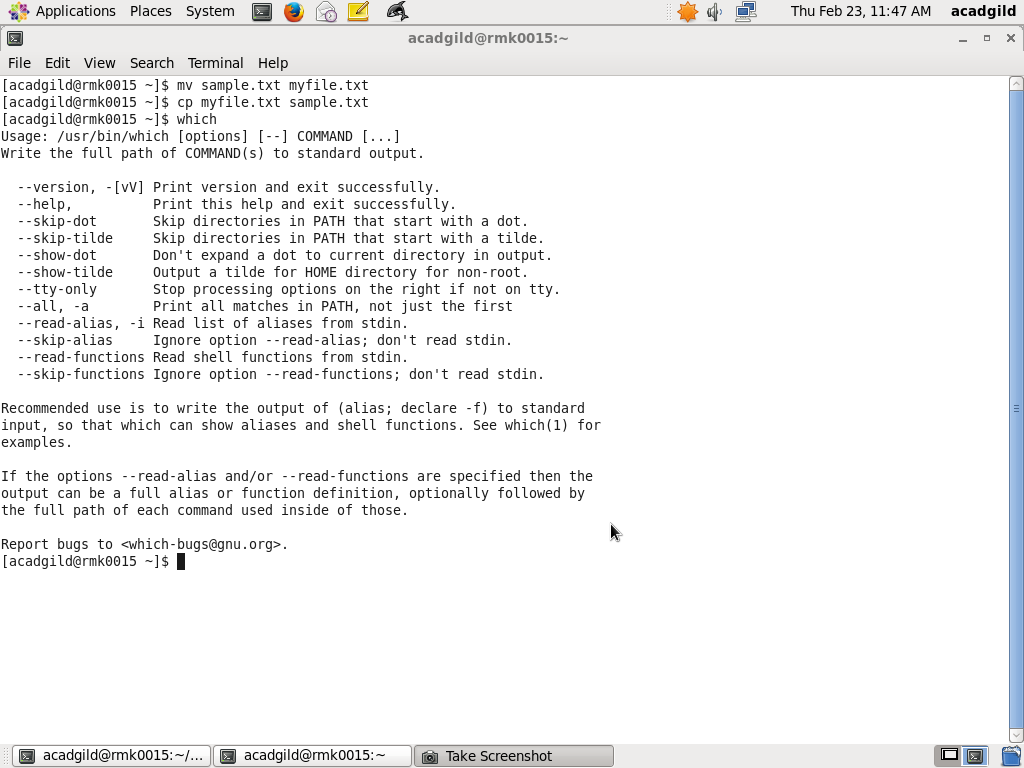 Applications Places System Thu Feb 23, 11:47 AM acadgild
acadgild@rmk0015:~
File Edit View Search Terminal Help
[acadgild@rmk0015 ~]$ mv sample.txt myfile.txt
[acadgild@rmk0015 ~]$ cp myfile.txt sample.txt
[acadgild@rmk0015 ~]$ which
Usage: /usr/bin/which [options] [--] COMMAND [...]
Write the full path of COMMAND(s) to standard output.

  --version, -[vV] Print version and exit successfully.
  --help,          Print this help and exit successfully.
  --skip-dot       Skip directories in PATH that start with a dot.
  --skip-tilde     Skip directories in PATH that start with a tilde.
  --show-dot       Don't expand a dot to current directory in output.
  --show-tilde     Output a tilde for HOME directory for non-root.
  --tty-only       Stop processing options on the right if not on tty.
  --all, -a        Print all matches in PATH, not just the first
  --read-alias, -i Read list of aliases from stdin.
  --skip-alias     Ignore option --read-alias; don't read stdin.
  --read-functions Read shell functions from stdin.
  --skip-functions Ignore option --read-functions; don't read stdin.

Recommended use is to write the output of (alias; declare -f) to standard
input, so that which can show aliases and shell functions. See which(1) for
examples.

If the options --read-alias and/or --read-functions are specified then the
output can be a full alias or function definition, optionally followed by
the full path of each command used inside of those.

Report bugs to <which-bugs@gnu.org>.
[acadgild@rmk0015 ~]$
acadgild@rmk0015:~/... acadgild@rmk0015:~ Take Screenshot